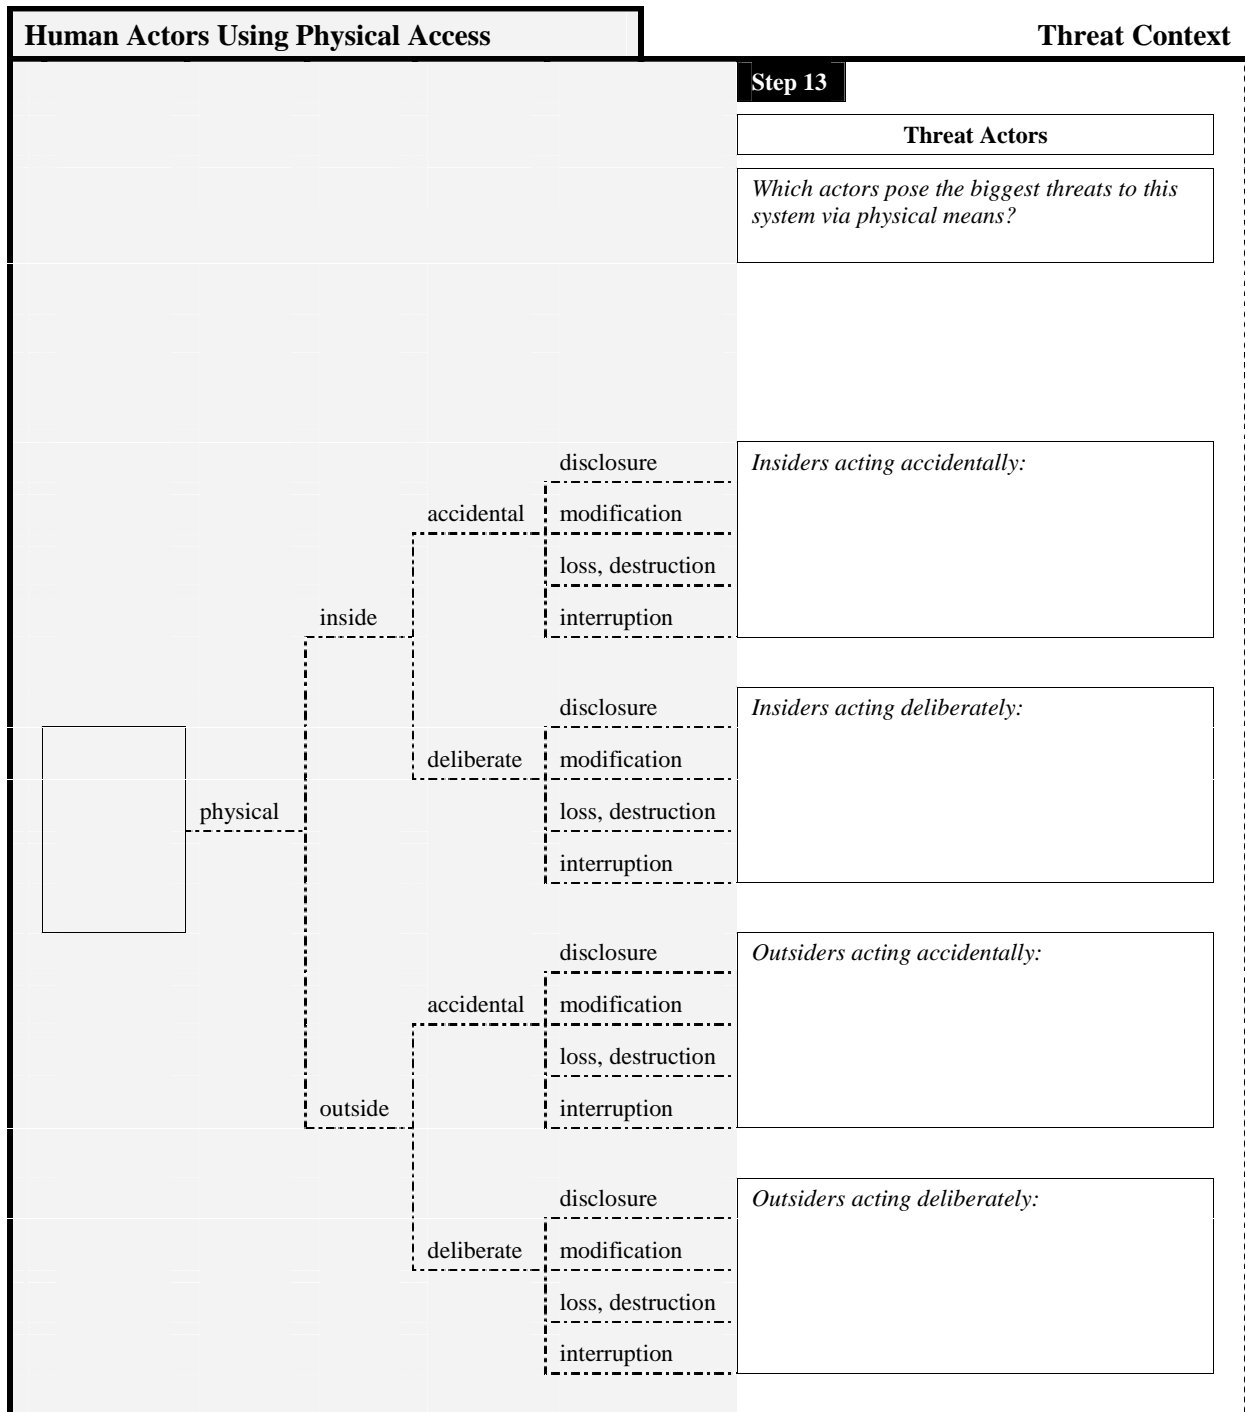 Human Actors Using Physical Access
Threat Context
Step 13
Threat Actors
Which actors pose the biggest threats to this
system via physical means?
disclosure
Insiders acting accidentally:
accidental
modification
loss, destruction
inside
interruption
disclosure
Insiders acting deliberately:
deliberate
modification
physical
loss, destruction
interruption
disclosure
Outsiders acting accidentally:
accidental
modification
loss, destruction
outside
interruption
disclosure
Outsiders acting deliberately:
deliberate
modification
loss, destruction
interruption